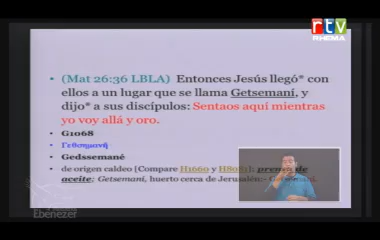 rtv
RHEMA
(Mat 26:36 LBLA) Entonces Jesús llegó* con
ellos a un lugar que se llama Getsemaní, y
dijo* a sus discípulos: Sentaos aquí mientras
yo voy allá y oro.
G1068
Γεθσημανῆ
Gedssemané
de origen caldeo [Compare H1660 y H8081]; prensa de
aceite; Getsemaní, huerto cerca de Jerusalén:- Getsemaní.
Ebenezer